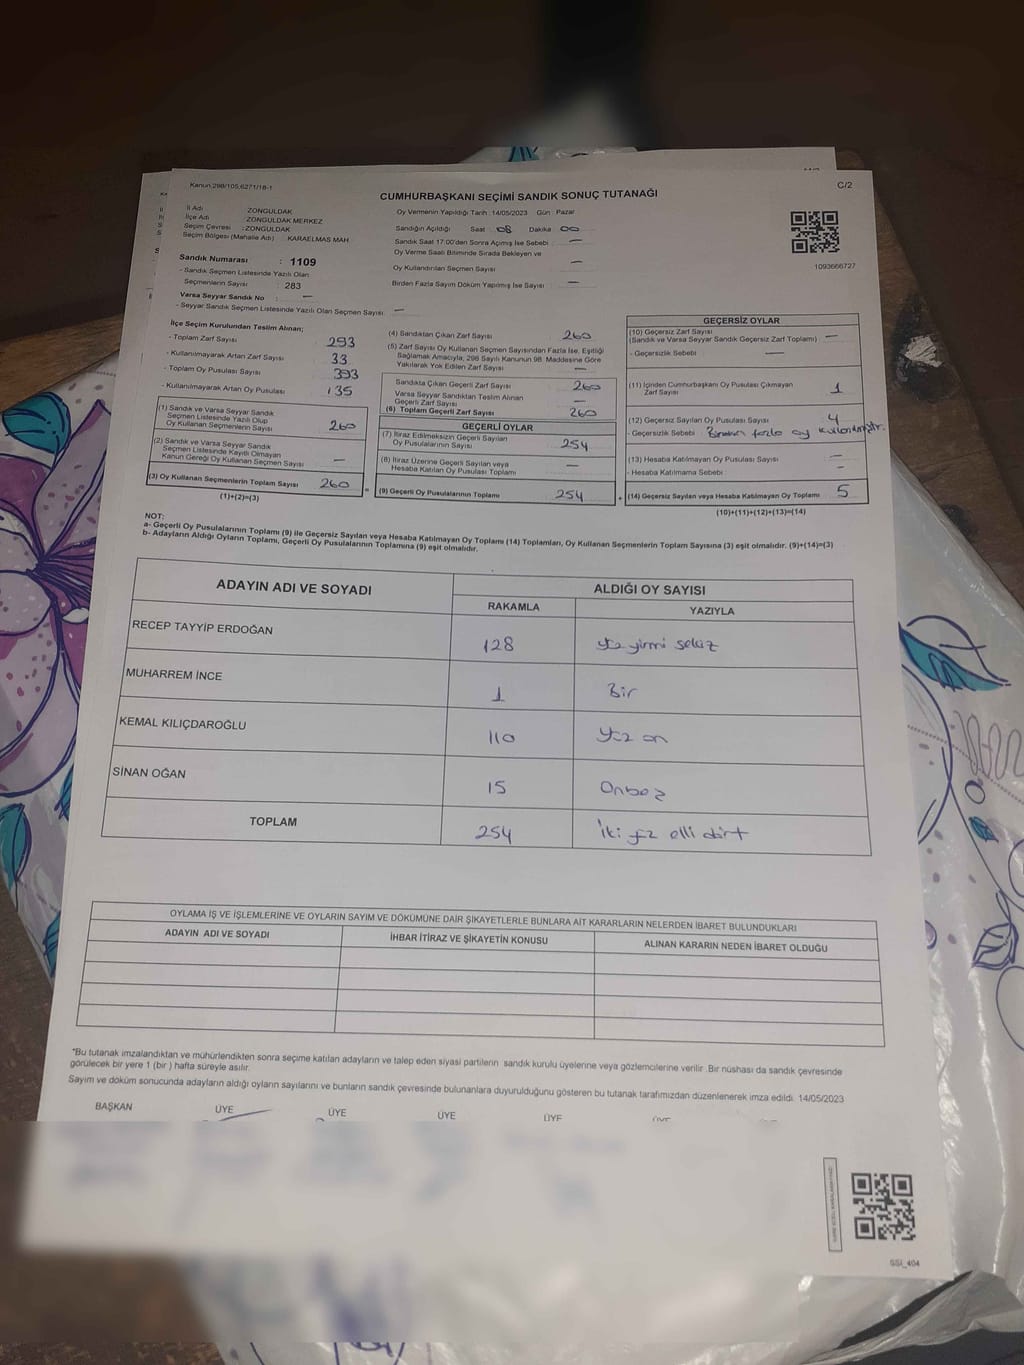 Kanun.298/105,6271/18-1
C/2
CUMHURBAŞKANI SEÇİMİ SANDIK SONUÇ TUTANAĞI
İl Adı ZONGULDAK
İlçe Adı : ZONGULDAK MERKEZ
Seçim Çevresi : ZONGULDAK
Seçim Bölgesi (Mahalle Adı) KARAELMAS MAH.
Oy Vermenin Yapıldığı Tarih :14/05/2023 Gün : Pazar
Sandığın Açıldığı Saat : 08 Dakika 00
Sandık Saat 17:00'dan Sonra Açımış İse Sebebi —
Oy Verme Saati Bitiminde Sırada Bekleyen ve
Oy Kullandırılan Seçmen Sayısı —
Birden Fazla Sayım Döküm Yapılmış İse Sayısı —
1093666727
Sandık Numarası : 1109
- Sandık Seçmen Listesinde Yazılı Olan
Seçmenlerin Sayısı : 283
Varsa Seyyar Sandık No : —
- Seyyar Sandık Seçmen Listesinde Yazılı Olan Seçmen Sayısı: —
İlçe Seçim Kurulundan Teslim Alınan;
- Toplam Zarf Sayısı 293
- Kullanılmayarak Artan Zarf Sayısı 33
- Toplam Oy Pusulası Sayısı 393
- Kullanılmayarak Artan Oy Pusulası 135
(1) Sandık ve Varsa Seyyar Sandık
Seçmen Listesinde Yazılı Olup
Oy Kullanan Seçmenlerin Sayısı 260
(2) Sandık ve Varsa Seyyar Sandık
Seçmen Listesinde Kayıtlı Olmayan
Kanun Gereği Oy Kullanan Seçmen Sayısı —
(3) Oy Kullanan Seçmenlerin Toplam Sayısı 260 =
(1)+(2)=(3)
(4) Sandıktan Çıkan Zarf Sayısı 260
(5) Zarf Sayısı Oy Kullanan Seçmen Sayısından Fazla İse, Eşitliği
Sağlamak Amacıyla, 298 Sayılı Kanunun 98. Maddesine Göre
Yakılarak Yok Edilen Zarf Sayısı —
Sandıkta Çıkan Geçerli Zarf Sayısı 260
Varsa Seyyar Sandıktan Teslim Alınan
Geçerli Zarf Sayısı —
(6) Toplam Geçerli Zarf Sayısı 260
GEÇERLİ OYLAR
(7) İtiraz Edilmeksizin Geçerli Sayılan
Oy Pusulalarının Sayısı 254
(8) İtiraz Üzerine Geçerli Sayılan veya
Hesaba Katılan Oy Pusulası Toplamı —
(9) Geçerli Oy Pusulalarının Toplamı 254 +
GEÇERSİZ OYLAR
(10) Geçersiz Zarf Sayısı
(Sandık ve Varsa Seyyar Sandık Geçersiz Zarf Toplamı) —
- Geçersizlik Sebebi —
(11) İçinden Cumhurbaşkanı Oy Pusulası Çıkmayan
Zarf Sayısı 1
(12) Geçersiz Sayılan Oy Pusulası Sayısı 4
- Geçersizlik Sebebi Birden fazla oy kullanılmıştır.
(13) Hesaba Katılmayan Oy Pusulası Sayısı —
- Hesaba Katılmama Sebebi —
(14) Geçersiz Sayılan veya Hesaba Katılmayan Oy Toplamı 5
(10)+(11)+(12)+(13)=(14)
NOT:
a- Geçerli Oy Pusulalarının Toplamı (9) ile Geçersiz Sayılan veya Hesaba Katılmayan Oy Toplamı (14) Toplamları, Oy Kullanan Seçmenlerin Toplam Sayısına (3) eşit olmalıdır. (9)+(14)=(3)
b- Adayların Aldığı Oyların Toplamı, Geçerli Oy Pusulalarının Toplamına (9) eşit olmalıdır.
ADAYIN ADI VE SOYADI ALDIĞI OY SAYISI
RAKAMLA YAZIYLA
RECEP TAYYİP ERDOĞAN 128 yüz yirmi sekiz
MUHARREM İNCE 1 Bir
KEMAL KILIÇDAROĞLU 110 yüz on
SİNAN OĞAN 15 Onbeş
TOPLAM 254 iki yüz elli dört
OYLAMA İŞ VE İŞLEMLERİNE VE OYLARIN SAYIM VE DÖKÜMÜNE DAİR ŞİKAYETLERLE BUNLARA AİT KARARLARIN NELERDEN İBARET BULUNDUKLARI
ADAYIN ADI VE SOYADI İHBAR İTİRAZ VE ŞİKAYETİN KONUSU ALINAN KARARIN NEDEN İBARET OLDUĞU
*Bu tutanak imzalandıktan ve mühürlendikten sonra seçime katılan adayların ve talep eden siyasi partilerin sandık kurulu üyelerine veya gözlemcilerine verilir .Bir nüshası da sandık çevresinde
görülecek bir yere 1 (bir ) hafta süreyle asılır.
Sayım ve döküm sonucunda adayların aldığı oyların sayılarını ve bunların sandık çevresinde bulunanlara duyurulduğunu gösteren bu tutanak tarafımızdan düzenlenerek imza edildi. 14/05/2023
BAŞKAN ÜYE ÜYE ÜYE ÜYE ÜYE
SSİ_404